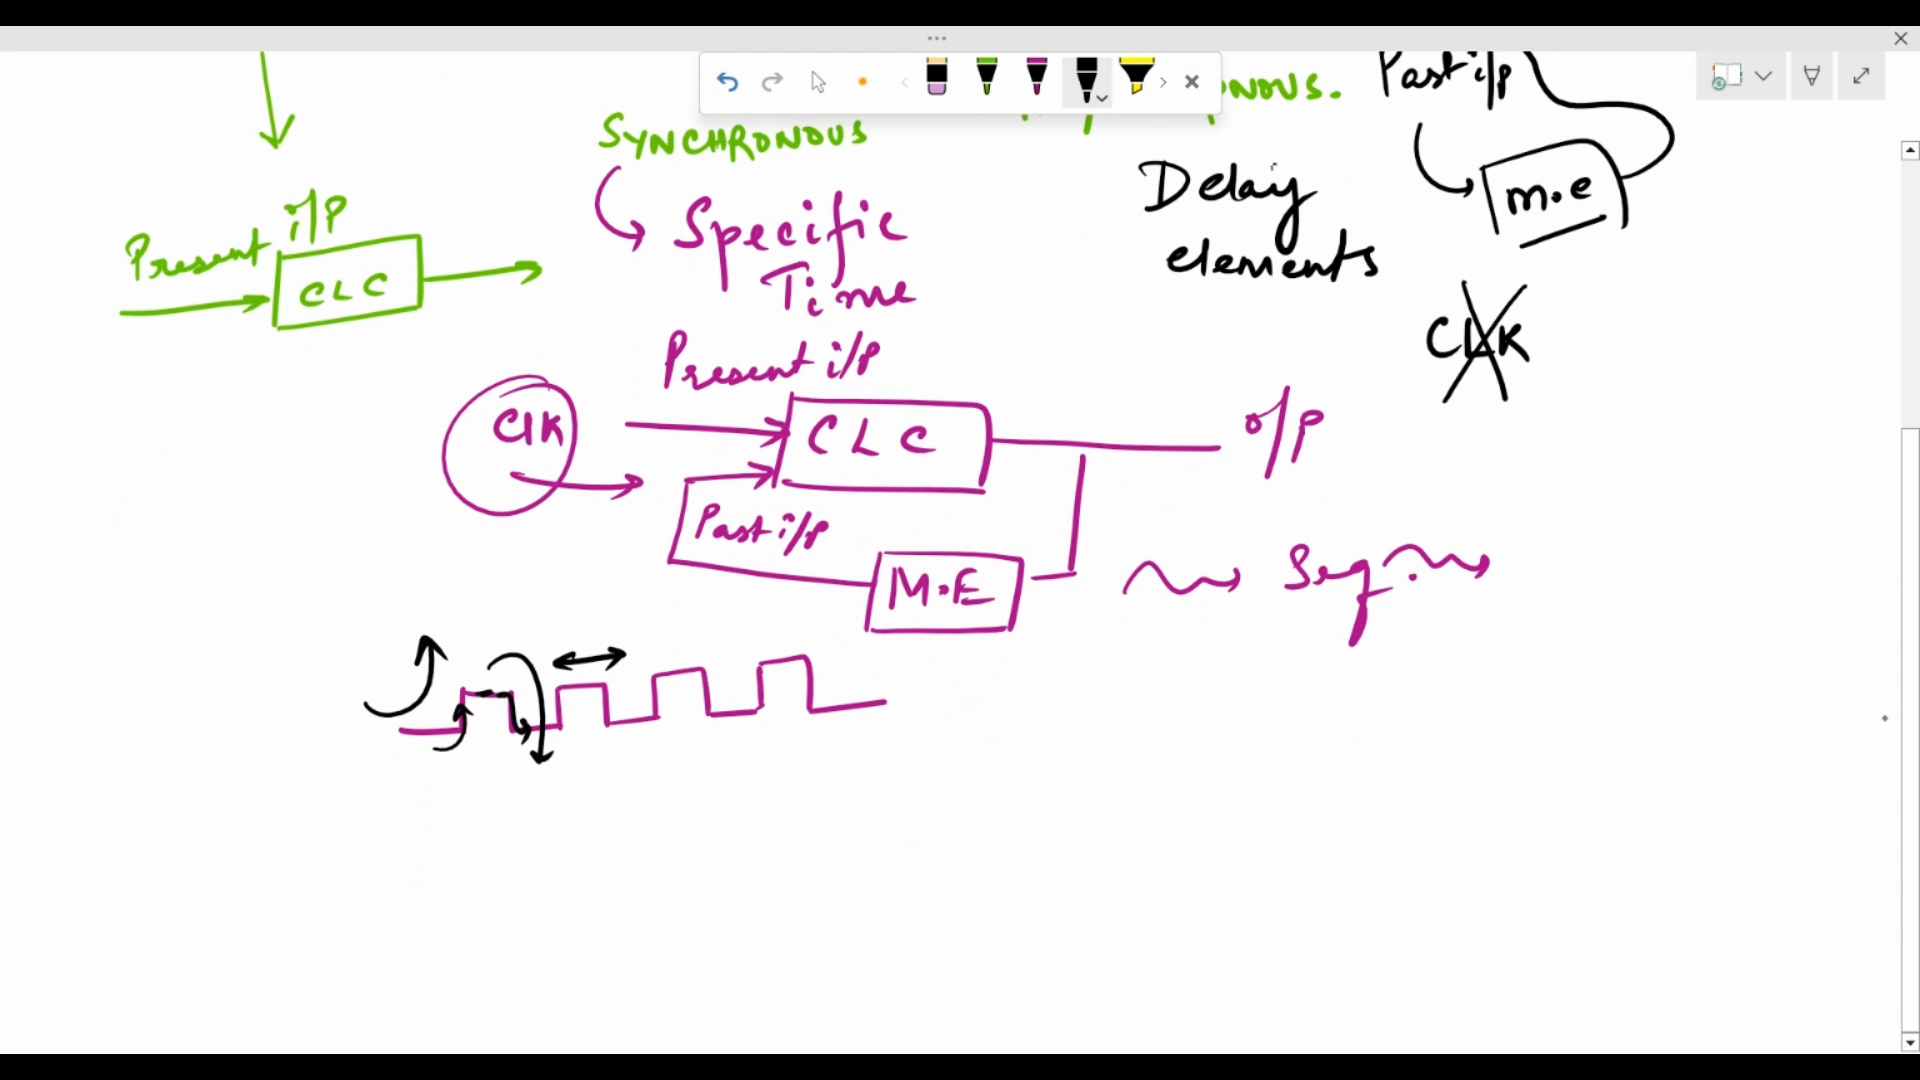 SYNCHRONOUS
NOUS.
Past i/p
m.e
Specific
Time
Delay
elements
CLK
Present i/P
CLC
Present i/P
ClK
CLC
o/p
Past i/p
M.E
Seq.